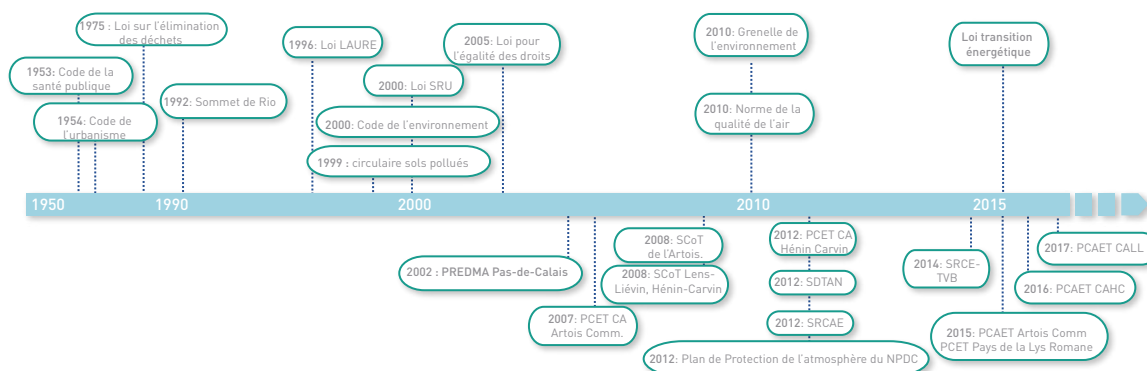 1975 : Loi sur l'élimination
des déchets
1953: Code de la
santé publique
1954: Code de
l'urbanisme
1992: Sommet de Rio
1996: Loi LAURE
2005: Loi pour
l'égalité des droits
2000: Loi SRU
2000: Code de l'environnement
1999 : circulaire sols pollués
2010: Grenelle de
l'environnement
2010: Norme de la
qualité de l'air
Loi transition
énergétique
1950
1990
2000
2010
2015
2002 : PREDMA Pas-de-Calais
2007: PCET CA
Artois Comm.
2008: SCoT
de l'Artois.
2008: SCoT Lens-
Liévin, Hénin-Carvin
2012: PCET CA
Hénin Carvin
2012: SDTAN
2012: SRCAE
2012: Plan de Protection de l'atmosphère du NPDC
2014: SRCE-
TVB
2017: PCAET CALL
2016: PCAET CAHC
2015: PCAET Artois Comm
PCET Pays de la Lys Romane